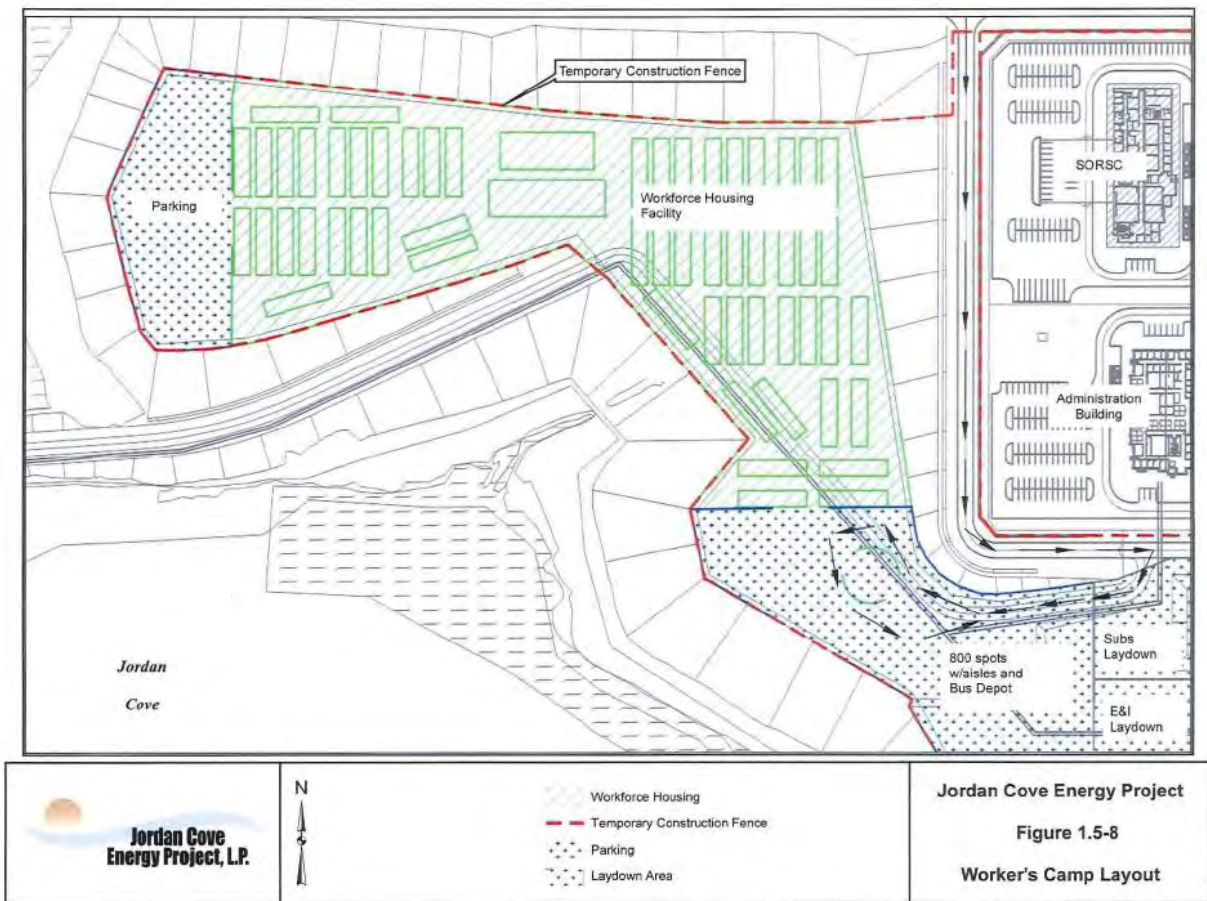 Temporary Construction Fence
SORSC
Parking
Workforce Housing
Facility
Administration
Building
Jordan
Cove
800 spots
w/aisles and
Bus Depot
Subs
Laydown
E&I
Laydown
Jordan Cove
Energy Project, L.P.
N
Workforce Housing
Temporary Construction Fence
Parking
Laydown Area
Jordan Cove Energy Project
Figure 1.5-8
Worker's Camp Layout